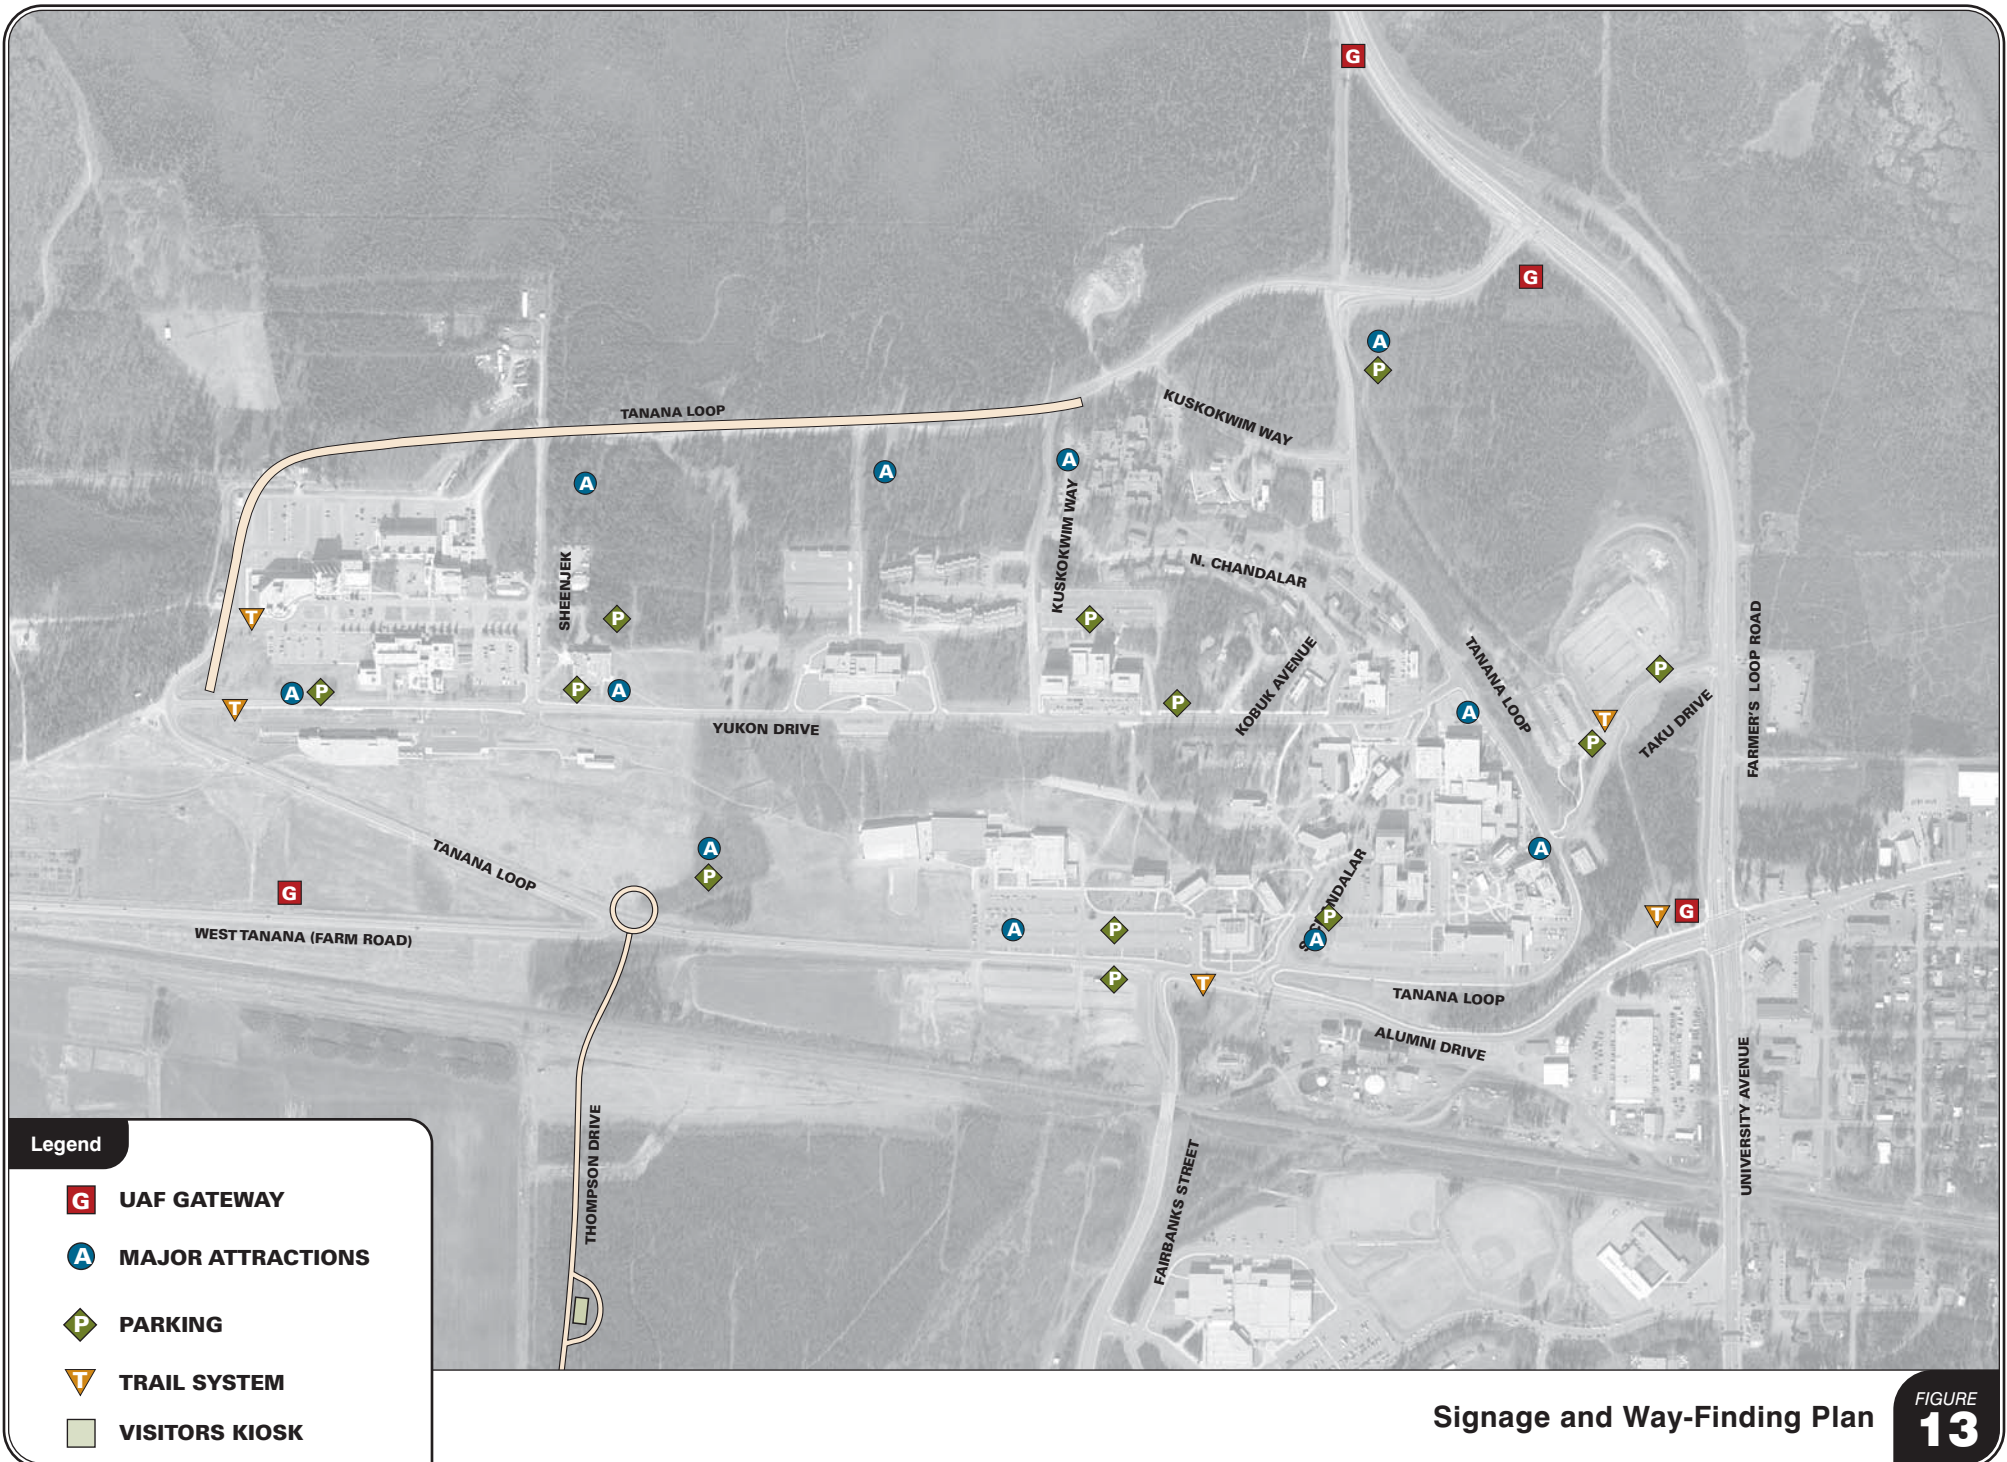 G
G
A
P
TANANA LOOP
KUSKOKWIM WAY
A
A
A
KUSKOKWIM WAY
N. CHANDALAR
SHEENJEK
T
P
P
TANANA LOOP
KOBUK AVENUE
FARMER'S LOOP ROAD
P
T
A
P
P
A
P
A
T
P
TAKU DRIVE
YUKON DRIVE
A
P
A
TANANA LOOP
G
S. CHANDALAR
P
A
A
P
T
G
WEST TANANA (FARM ROAD)
P
T
TANANA LOOP
ALUMNI DRIVE
THOMPSON DRIVE
FAIRBANKS STREET
UNIVERSITY AVENUE
Legend
G UAF GATEWAY
A MAJOR ATTRACTIONS
P PARKING
T TRAIL SYSTEM
VISITORS KIOSK
Signage and Way-Finding Plan
FIGURE
13